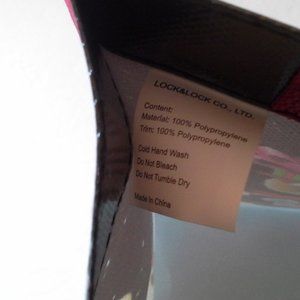 LOCK&LOCK CO., LTD.
Content:
Material: 100% Polypropylene
Trim: 100% Polypropylene
Cold Hand Wash
Do Not Bleach
Do Not Tumble Dry
Made In China